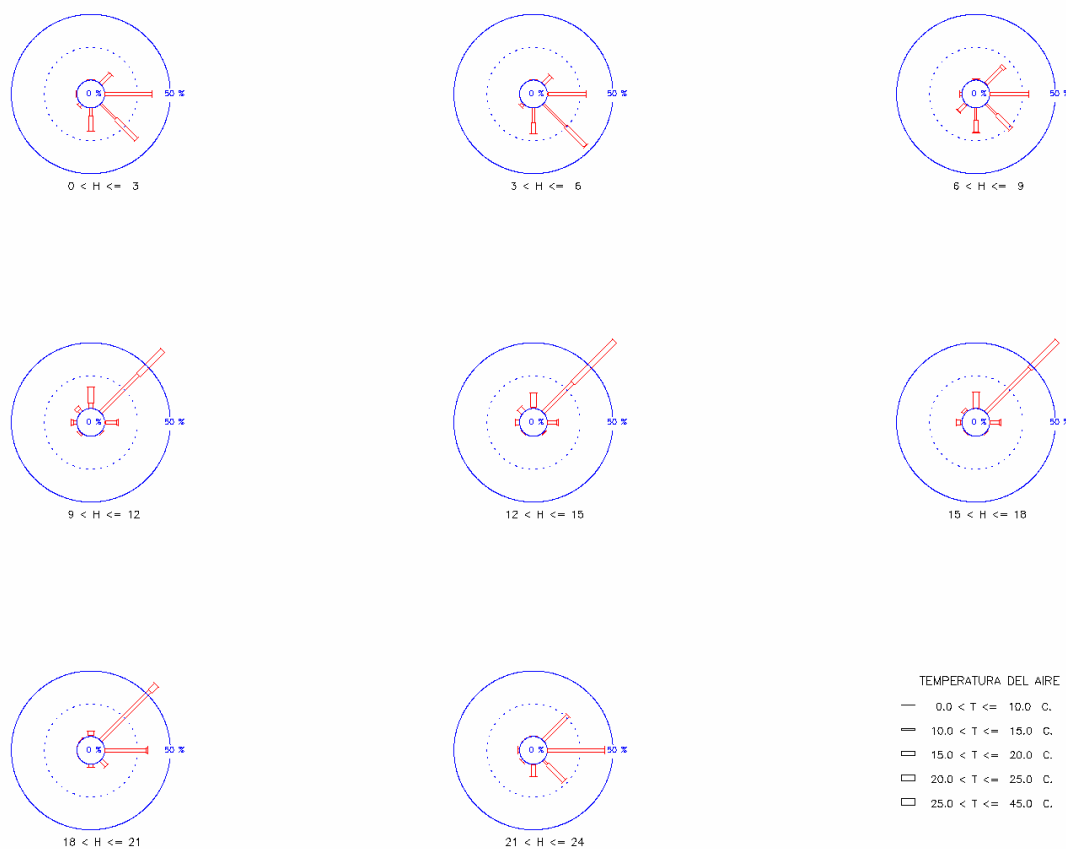 0 % 50 %
0 < H <= 3
0 % 50 %
3 < H <= 6
0 % 50 %
6 < H <= 9
0 % 50 %
9 < H <= 12
0 % 50 %
12 < H <= 15
0 % 50 %
15 < H <= 18
0 % 50 %
18 < H <= 21
0 % 50 %
21 < H <= 24
TEMPERATURA DEL AIRE
0.0 < T <= 10.0 C.
10.0 < T <= 15.0 C.
15.0 < T <= 20.0 C.
20.0 < T <= 25.0 C.
25.0 < T <= 45.0 C.